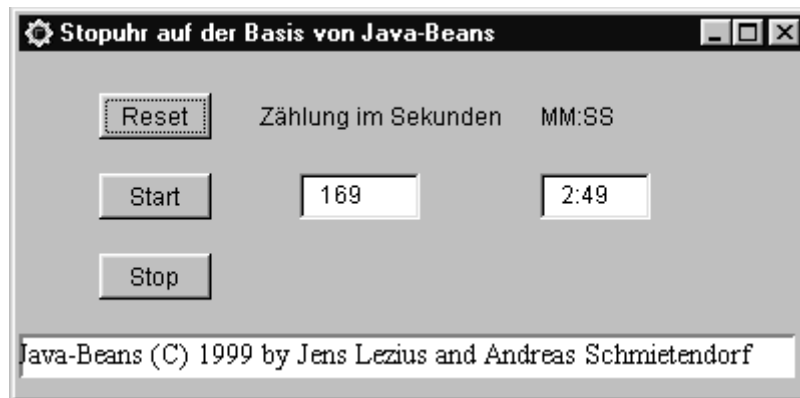 Stopuhr auf der Basis von Java-Beans
Reset Zählung im Sekunden MM:SS
Start 169 2:49
Stop
Java-Beans (C) 1999 by Jens Lezius and Andreas Schmietendorf